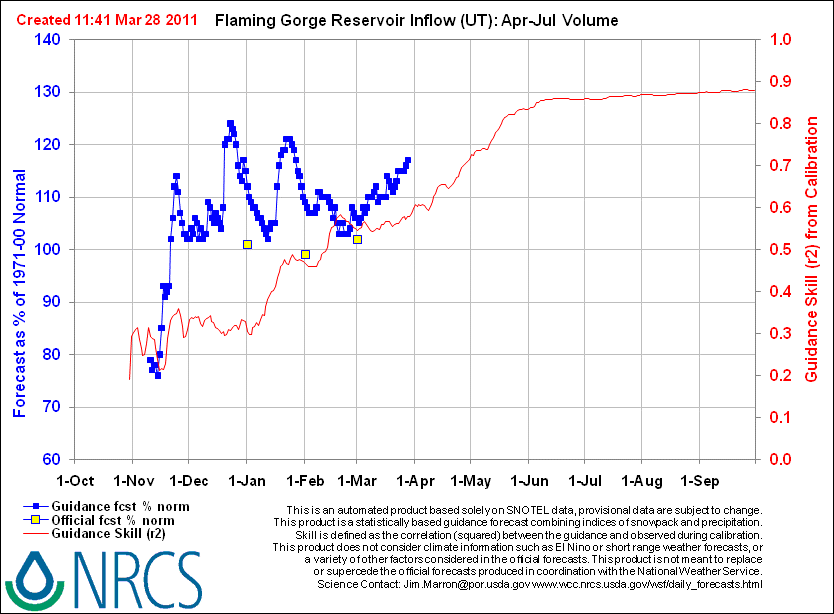 Created 11:41 Mar 28 2011 Flaming Gorge Reservoir Inflow (UT): Apr-Jul Volume
140
130
120
110
100
90
80
70
60
Forecast as % of 1971-00 Normal
1.0
0.9
0.8
0.7
0.6
0.5
0.4
0.3
0.2
0.1
0.0
Guidance Skill (r2) from Calibration
1-Oct 1-Nov 1-Dec 1-Jan 1-Feb 1-Mar 1-Apr 1-May 1-Jun 1-Jul 1-Aug 1-Sep
Guidance fcst % norm
Official fcst % norm
Guidance Skill (r2)
This is an automated product based solely on SNOTEL data, provisional data are subject to change.
This product is a statistically based guidance forecast combining indices of snowpack and precipitation.
Skill is defined as the correlation (squared) between the guidance and observed during calibration.
This product does not consider climate information such as El Nino or short range weather forecasts, or
a variety of other factors considered in the official forecasts. This product is not meant to replace
or supercede the official forecasts produced in coordination with the National Weather Service.
Science Contact: Jim.Marron@por.usda.gov www.wcc.nrcs.usda.gov/wsf/daily_forecasts.html
NRCS